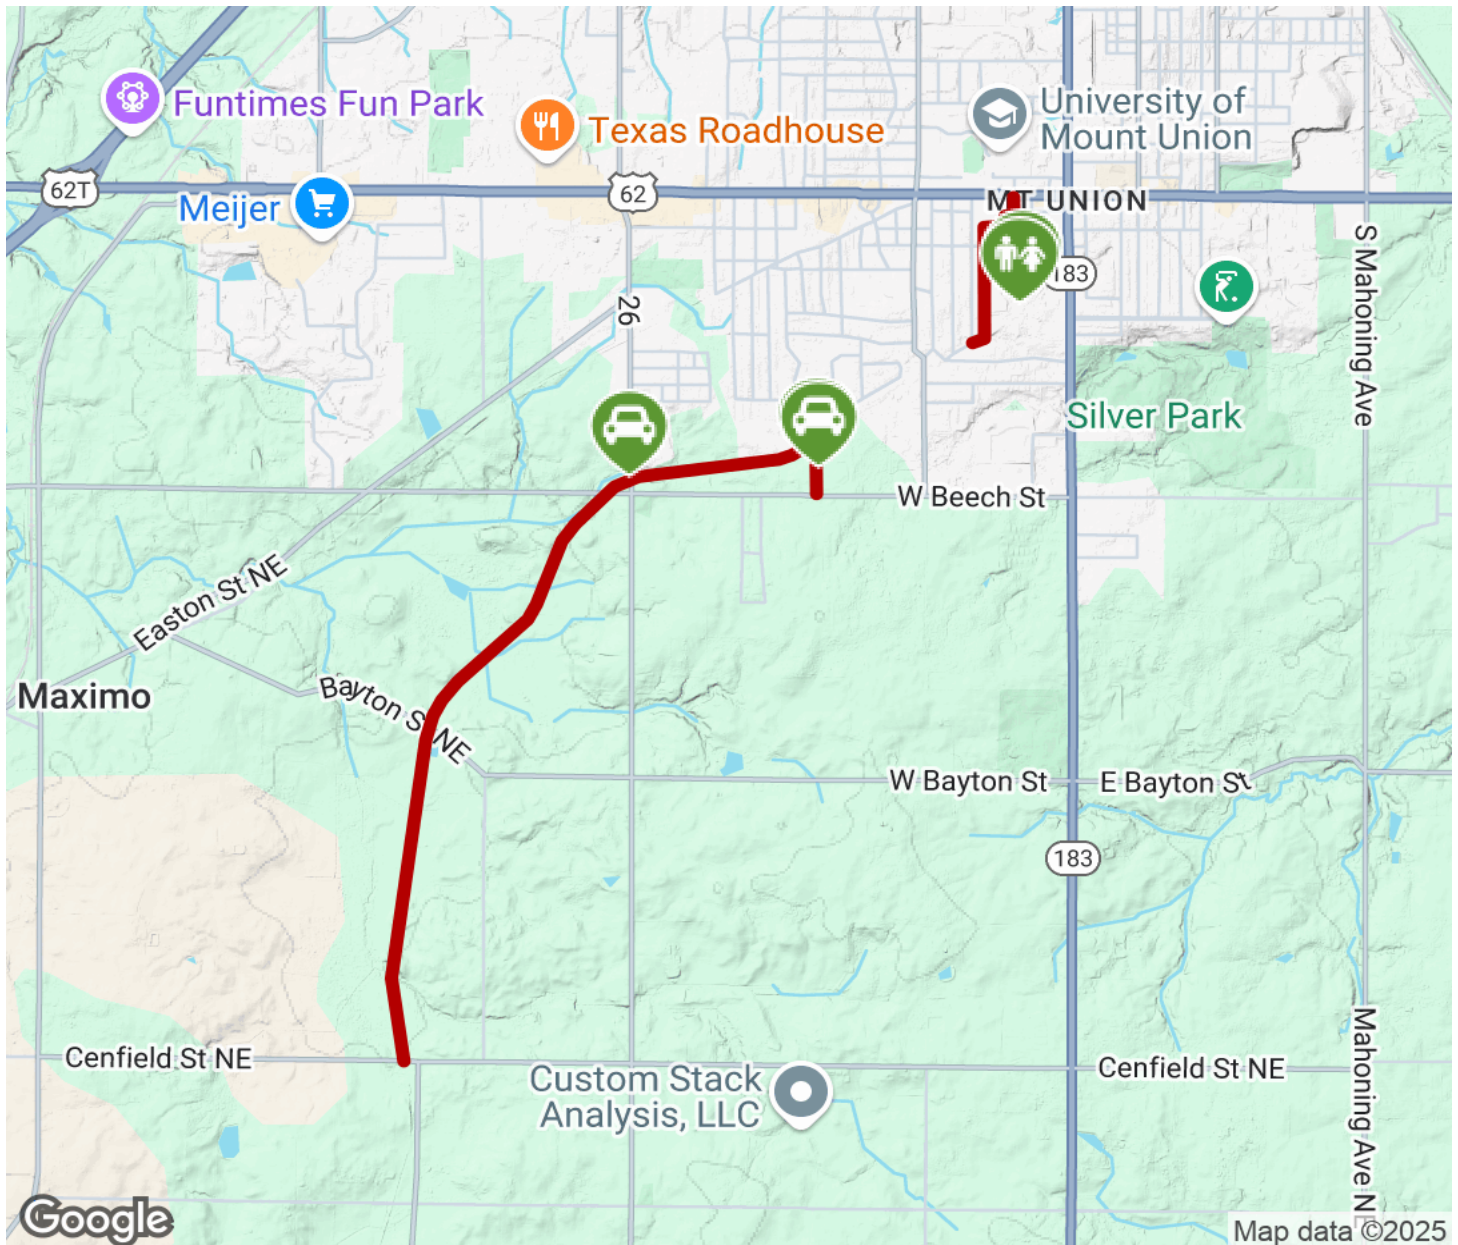 Funtimes Fun Park
Texas Roadhouse
University of
Mount Union
62T
Meijer
62
MT UNION
S Mahoning Ave
183
26
Silver Park
W Beech St
Easton St NE
Maximo
Bayton St NE
W Bayton St
E Bayton St
183
Cenfield St NE
Custom Stack
Analysis, LLC
Cenfield St NE
Mahoning Ave NE
Google
Map data ©2025